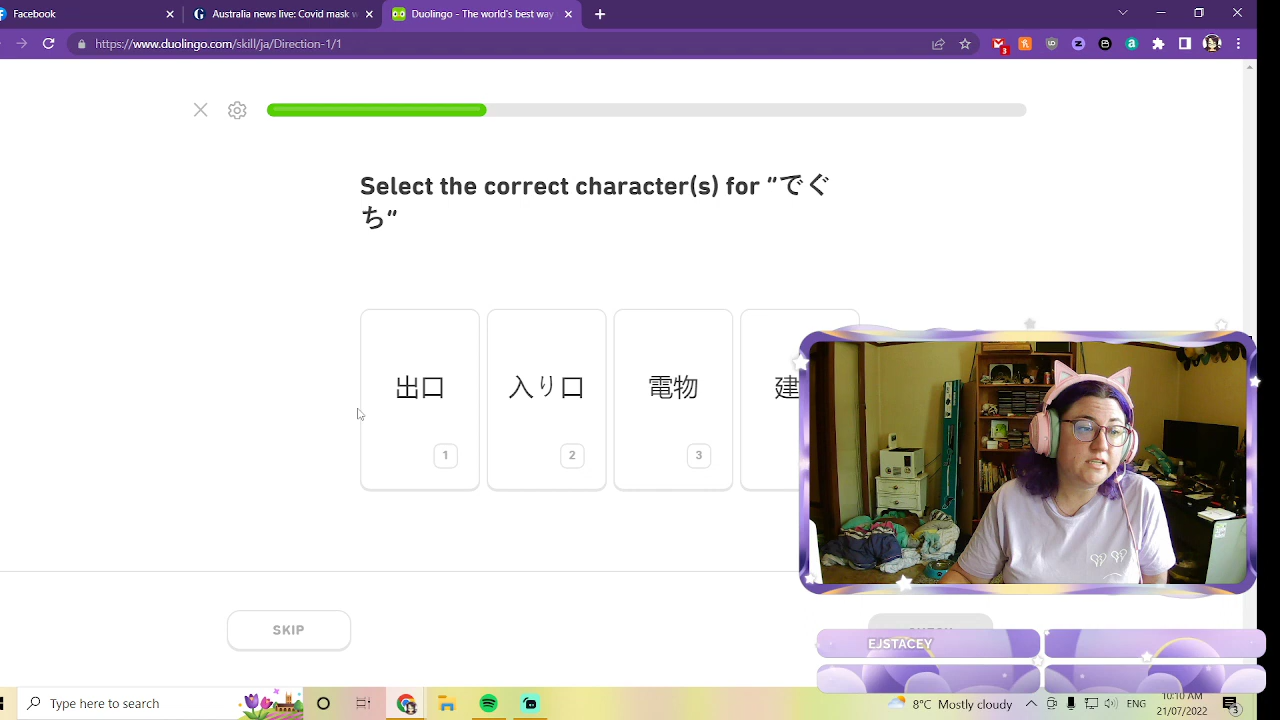 Facebook
Australia news live: Covid mask w
Duolingo - The world's best way
https://www.duolingo.com/skill/ja/Direction-1/1
3
Select the correct character(s) for "でぐ
ち"
出口
入り口
電物
建
1
2
3
SKIP
EJSTACEY
Type here to search
8°C Mostly cloudy
ENG
10:10 AM
21/07/2022
3